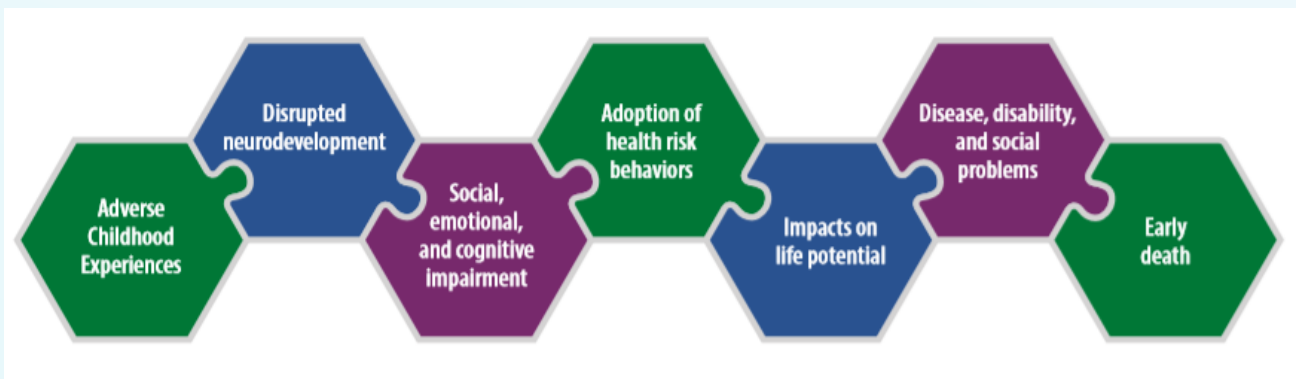 Adverse
Childhood
Experiences
Disrupted
neurodevelopment
Social,
emotional,
and cognitive
impairment
Adoption of
health risk
behaviors
Impacts on
life potential
Disease, disability,
and social
problems
Early
death